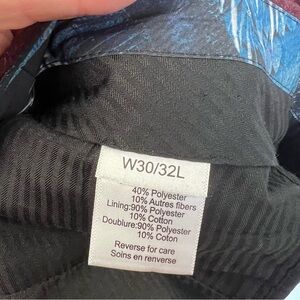 W30/32L
40% Polyester
10% Autres fibers
Lining:90% Polyester
10% Cotton
Doublure:90% Polyester
10% Coton
Reverse for care
Soins en renverse